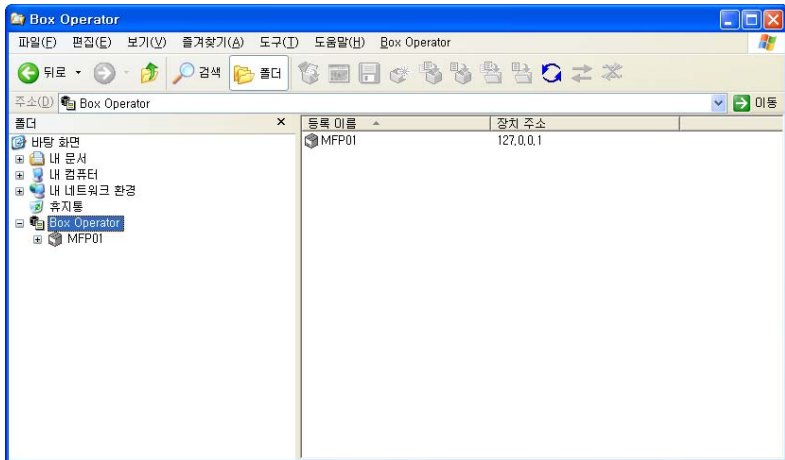 Box Operator
파일(F) 편집(E) 보기(V) 즐겨찾기(A) 도구(T) 도움말(H) Box Operator
뒤로 검색 폴더
주소(D) Box Operator 이동
폴더 × 등록 이름 장치 주소
바탕 화면 MFP01 127.0.0.1
내 문서
내 컴퓨터
내 네트워크 환경
휴지통
Box Operator
MFP01